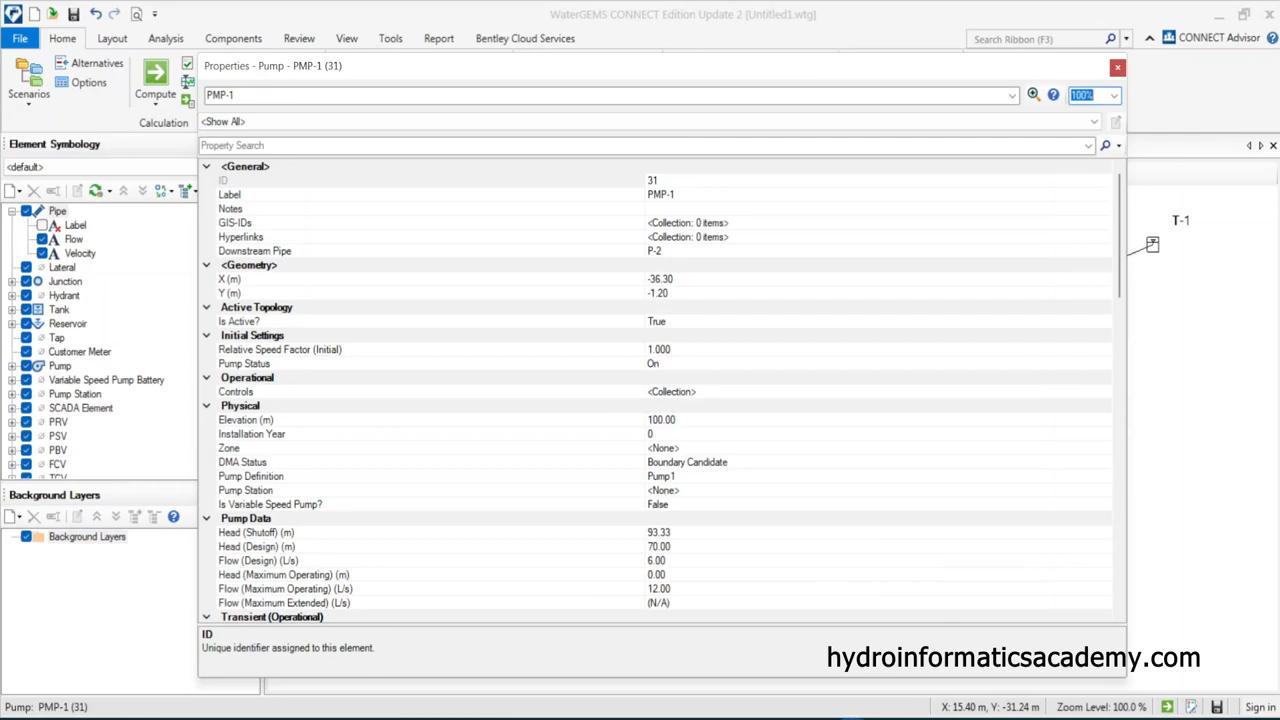 WaterGEMS CONNECT Edition Update 2 [Untitled1.wtg]
File Home Layout Analysis Components Review View Tools Report Bentley Cloud Services
Search Ribbon (F3)
CONNECT Advisor
Scenarios
Alternatives
Options
Compute
Calculation
Element Symbology
<default>
Pipe
Label
Flow
Velocity
Lateral
Junction
Hydrant
Tank
Reservoir
Tap
Customer Meter
Pump
Variable Speed Pump Battery
Pump Station
SCADA Element
PRV
PSV
PBV
FCV
TCV
Background Layers
Background Layers
Properties - Pump - PMP-1 (31)
PMP-1
100%
<Show All>
Property Search
<General>
ID 31
Label PMP-1
Notes
GIS-IDs <Collection: 0 items>
Hyperlinks <Collection: 0 items>
Downstream Pipe P-2
<Geometry>
X (m) -36.30
Y (m) -1.20
Active Topology
Is Active? True
Initial Settings
Relative Speed Factor (Initial) 1.000
Pump Status On
Operational
Controls <Collection>
Physical
Elevation (m) 100.00
Installation Year 0
Zone <None>
DMA Status Boundary Candidate
Pump Definition Pump1
Pump Station <None>
Is Variable Speed Pump? False
Pump Data
Head (Shutoff) (m) 93.33
Head (Design) (m) 70.00
Flow (Design) (L/s) 6.00
Head (Maximum Operating) (m) 0.00
Flow (Maximum Operating) (L/s) 12.00
Flow (Maximum Extended) (L/s) (N/A)
Transient (Operational)
ID
Unique identifier assigned to this element.
T-1
hydroinformaticsacademy.com
Pump: PMP-1 (31)
X: 15.40 m, Y: -31.24 m
Zoom Level: 100.0 %
Sign in